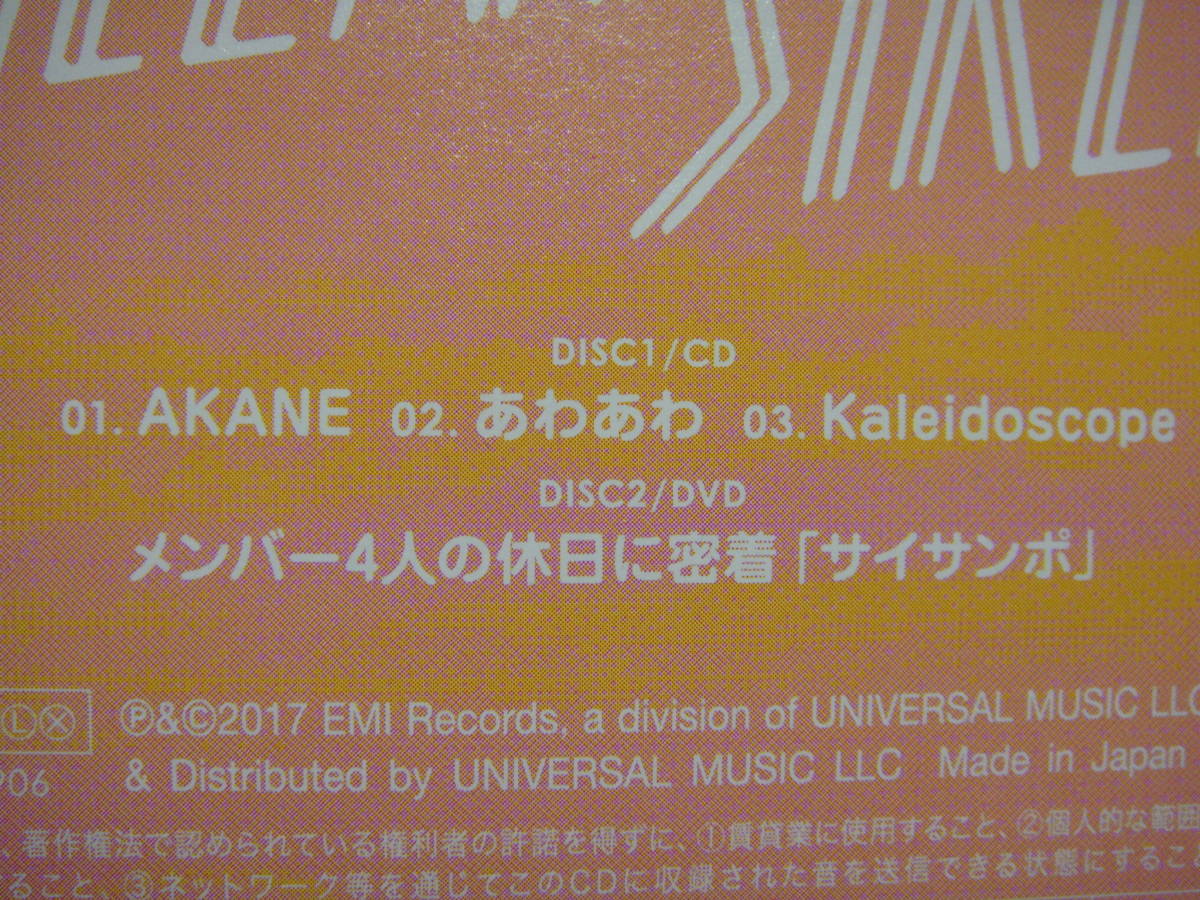 DISC1/CD
01. AKANE 02. あわあわ 03. Kaleidoscope
DISC2/DVD
メンバー4人の休日に密着「サイサンポ」
Ⓛ Ⓧ Ⓟ&©2017 EMI Records, a division of UNIVERSAL MUSIC LLC
906 & Distributed by UNIVERSAL MUSIC LLC Made in Japan
、著作権法で認められている権利者の許諾を得ずに、①賃貸業に使用すること、②個人的な範囲
ること、③ネットワーク等を通じてこのCDに収録された音を送信できる状態にすること